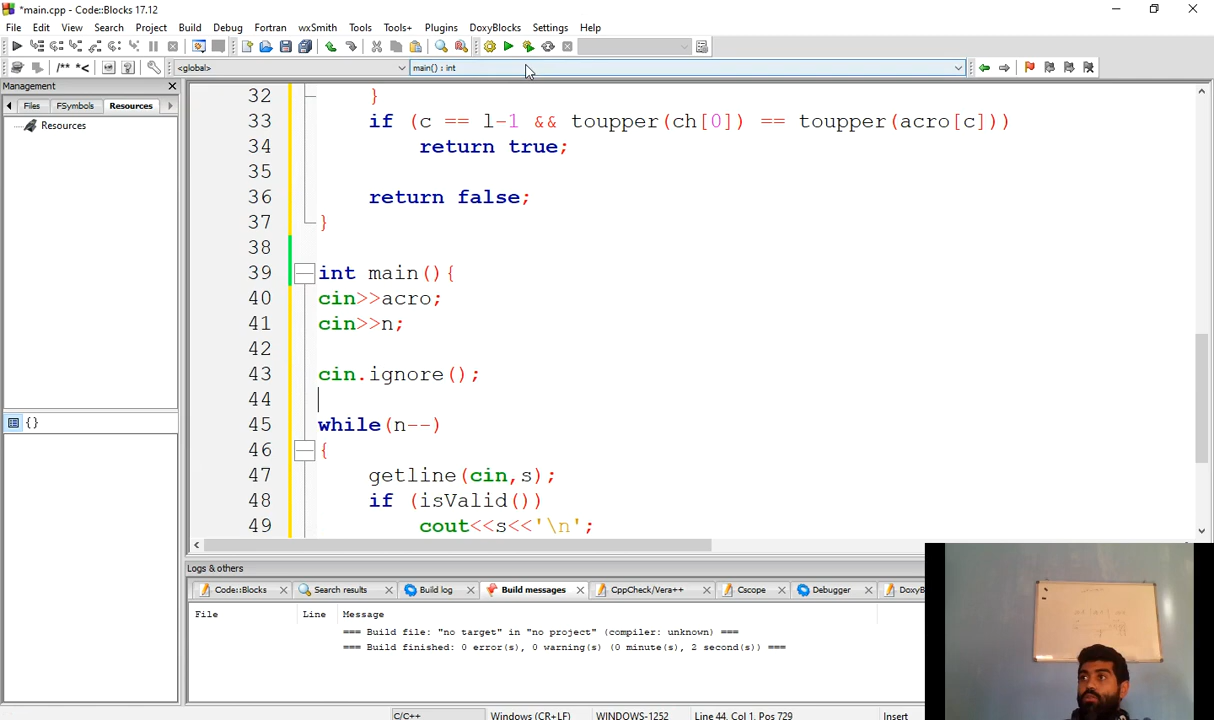 *main.cpp - Code::Blocks 17.12
File Edit View Search Project Build Debug Fortran wxSmith Tools Tools+ Plugins DoxyBlocks Settings Help
/** *<
<global> main() : int
Management
Files FSymbols Resources
Resources
{}
32 }
33 if (c == l-1 && toupper(ch[0]) == toupper(acro[c]))
34 return true;
35
36 return false;
37 }
38
39 int main(){
40 cin>>acro;
41 cin>>n;
42
43 cin.ignore();
44
45 while(n--)
46 {
47 getline(cin,s);
48 if (isValid())
49 cout<<s<<'\n';
Logs & others
Code::Blocks Search results Build log Build messages CppCheck/Vera++ Cscope Debugger DoxyB
File Line Message
=== Build file: "no target" in "no project" (compiler: unknown) ===
=== Build finished: 0 error(s), 0 warning(s) (0 minute(s), 2 second(s)) ===
C/C++ Windows (CR+LF) WINDOWS-1252 Line 44, Col 1, Pos 729 Insert